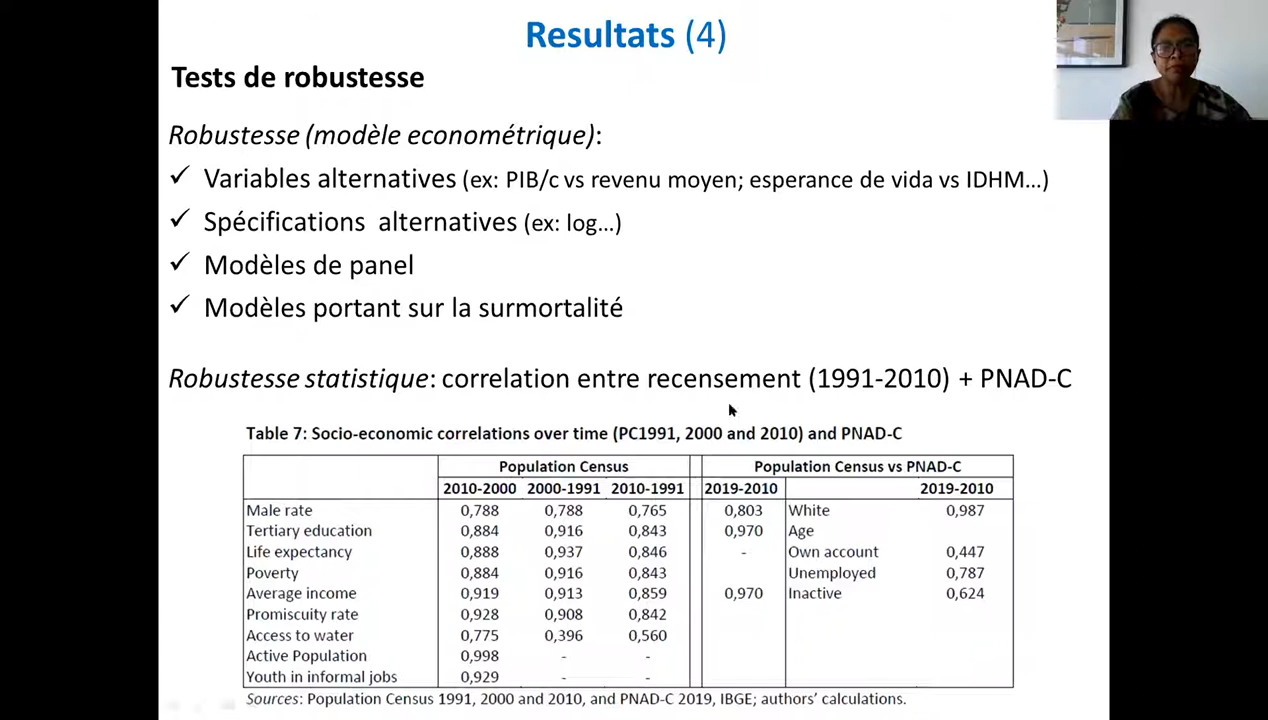 Resultats (4)
Tests de robustesse
Robustesse (modèle econométrique):
✓ Variables alternatives (ex: PIB/c vs revenu moyen; esperance de vida vs IDHM…)
✓ Spécifications alternatives (ex: log…)
✓ Modèles de panel
✓ Modèles portant sur la surmortalité
Robustesse statistique: correlation entre recensement (1991-2010) + PNAD-C
Table 7: Socio-economic correlations over time (PC1991, 2000 and 2010) and PNAD-C
Population Census Population Census vs PNAD-C
2010-2000 2000-1991 2010-1991 2019-2010 2019-2010
Male rate 0,788 0,788 0,765 0,803 White 0,987
Tertiary education 0,884 0,916 0,843 0,970 Age
Life expectancy 0,888 0,937 0,846 - Own account 0,447
Poverty 0,884 0,916 0,843 Unemployed 0,787
Average income 0,919 0,913 0,859 0,970 Inactive 0,624
Promiscuity rate 0,928 0,908 0,842
Access to water 0,775 0,396 0,560
Active Population 0,998 - -
Youth in informal jobs 0,929 - -
Sources: Population Census 1991, 2000 and 2010, and PNAD-C 2019, IBGE; authors' calculations.